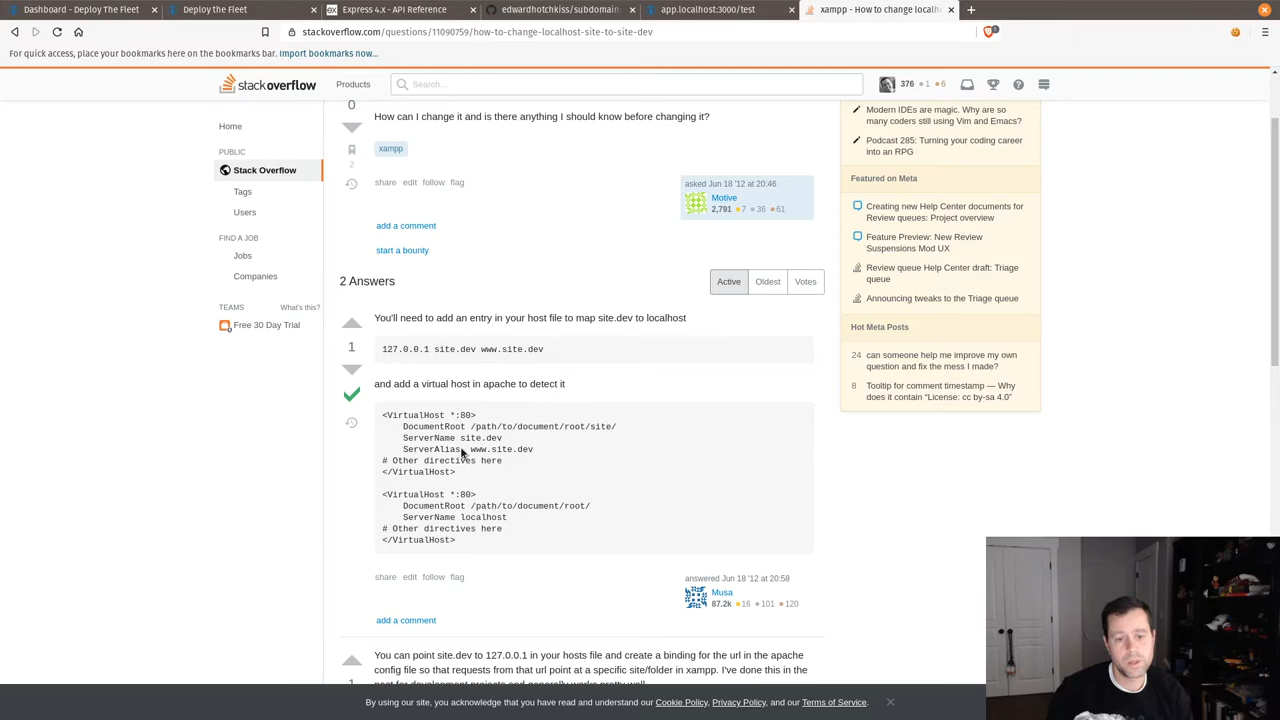 Dashboard - Deploy The Fleet
Deploy the Fleet
Express 4.x - API Reference
edwardhotchkiss/subdomain
app.localhost:3000/test
xampp - How to change localh
stackoverflow.com/questions/11090759/how-to-change-localhost-site-to-site-dev
For quick access, place your bookmarks here on the bookmarks bar. Import bookmarks now...
stackoverflow
Products
Search...
376 1 6
Home
PUBLIC
Stack Overflow
Tags
Users
FIND A JOB
Jobs
Companies
TEAMS What's this?
Free 30 Day Trial
0
How can I change it and is there anything I should know before changing it?
xampp
2
share edit follow flag
asked Jun 18 '12 at 20:46
Motive
2,791 7 36 61
add a comment
start a bounty
2 Answers
Active Oldest Votes
You'll need to add an entry in your host file to map site.dev to localhost
1
127.0.0.1 site.dev www.site.dev
and add a virtual host in apache to detect it
<VirtualHost *:80>
DocumentRoot /path/to/document/root/site/
ServerName site.dev
ServerAlias www.site.dev
# Other directives here
</VirtualHost>
<VirtualHost *:80>
DocumentRoot /path/to/document/root/
ServerName localhost
# Other directives here
</VirtualHost>
share edit follow flag
answered Jun 18 '12 at 20:58
Musa
87.2k 16 101 120
add a comment
You can point site.dev to 127.0.0.1 in your hosts file and create a binding for the url in the apache
config file so that requests from that url point at a specific site/folder in xampp. I've done this in the
past for development projects and generally works pretty well.
1
Modern IDEs are magic. Why are so
many coders still using Vim and Emacs?
Podcast 285: Turning your coding career
into an RPG
Featured on Meta
Creating new Help Center documents for
Review queues: Project overview
Feature Preview: New Review
Suspensions Mod UX
Review queue Help Center draft: Triage
queue
Announcing tweaks to the Triage queue
Hot Meta Posts
24 can someone help me improve my own
question and fix the mess I made?
8 Tooltip for comment timestamp — Why
does it contain “License: cc by-sa 4.0”
By using our site, you acknowledge that you have read and understand our Cookie Policy, Privacy Policy, and our Terms of Service.